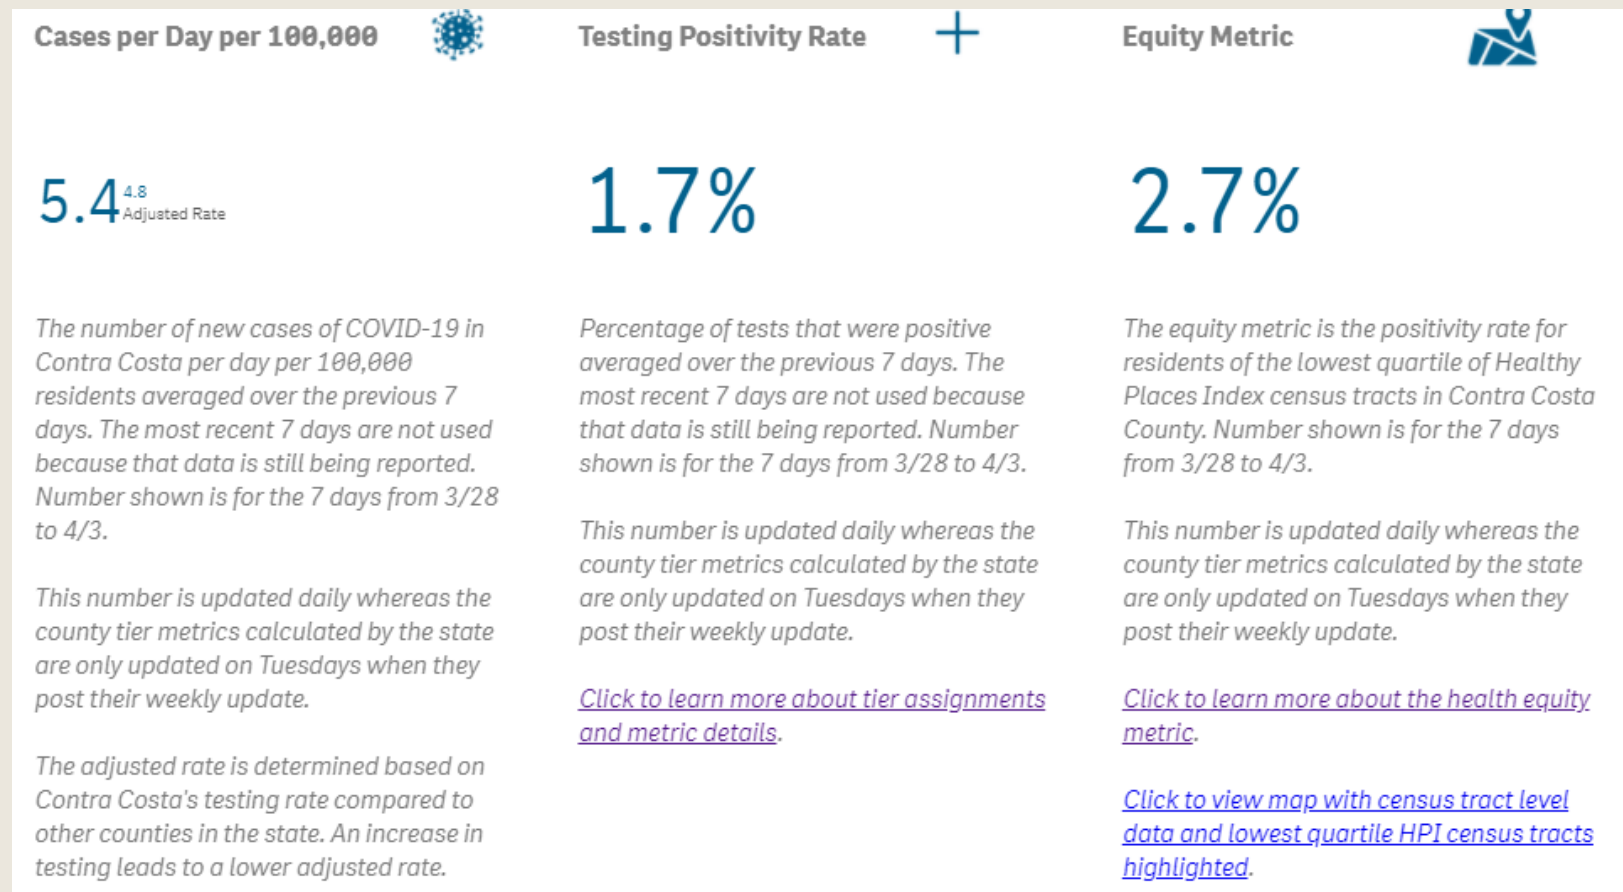 Cases per Day per 100,000
5.4
4.8
Adjusted Rate
The number of new cases of COVID-19 in
Contra Costa per day per 100,000
residents averaged over the previous 7
days. The most recent 7 days are not used
because that data is still being reported.
Number shown is for the 7 days from 3/28
to 4/3.
This number is updated daily whereas the
county tier metrics calculated by the state
are only updated on Tuesdays when they
post their weekly update.
The adjusted rate is determined based on
Contra Costa's testing rate compared to
other counties in the state. An increase in
testing leads to a lower adjusted rate.
Testing Positivity Rate
1.7%
Percentage of tests that were positive
averaged over the previous 7 days. The
most recent 7 days are not used because
that data is still being reported. Number
shown is for the 7 days from 3/28 to 4/3.
This number is updated daily whereas the
county tier metrics calculated by the state
are only updated on Tuesdays when they
post their weekly update.
Click to learn more about tier assignments
and metric details.
Equity Metric
2.7%
The equity metric is the positivity rate for
residents of the lowest quartile of Healthy
Places Index census tracts in Contra Costa
County. Number shown is for the 7 days
from 3/28 to 4/3.
This number is updated daily whereas the
county tier metrics calculated by the state
are only updated on Tuesdays when they
post their weekly update.
Click to learn more about the health equity
metric.
Click to view map with census tract level
data and lowest quartile HPI census tracts
highlighted.